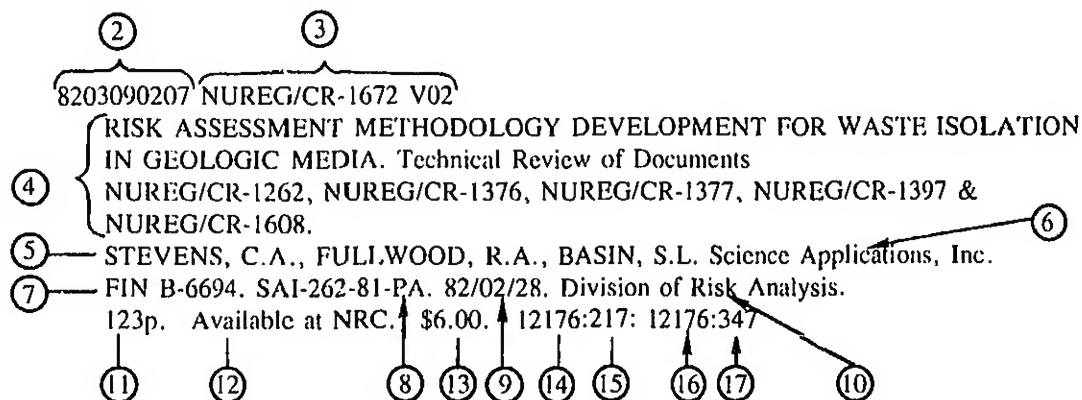 ② ③
8203090207 NUREG/CR-1672 V02
RISK ASSESSMENT METHODOLOGY DEVELOPMENT FOR WASTE ISOLATION
IN GEOLOGIC MEDIA. Technical Review of Documents
④ NUREG/CR-1262, NUREG/CR-1376, NUREG/CR-1377, NUREG/CR-1397 &
NUREG/CR-1608. ⑥
⑤ STEVENS, C.A., FULLWOOD, R.A., BASIN, S.L. Science Applications, Inc.
⑦ FIN B-6694. SAI-262-81-PA. 82/02/28. Division of Risk Analysis.
123p. Available at NRC. $6.00. 12176:217: 12176:347
⑪ ⑫ ⑧ ⑬ ⑨ ⑭ ⑮ ⑯ ⑰ ⑩